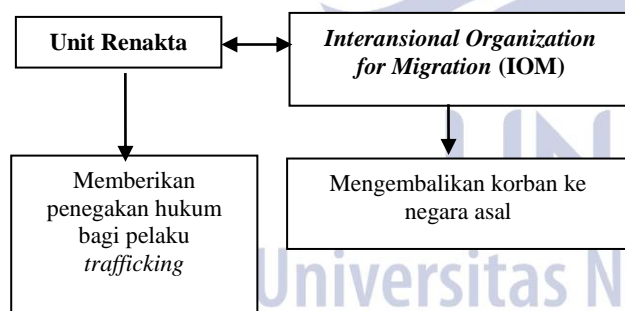 Unit Renakta
Interansional Organization
for Migration (IOM)
Memberikan
penegakan hukum
bagi pelaku
trafficking
Mengembalikan korban ke
negara asal
UN
Universitas N